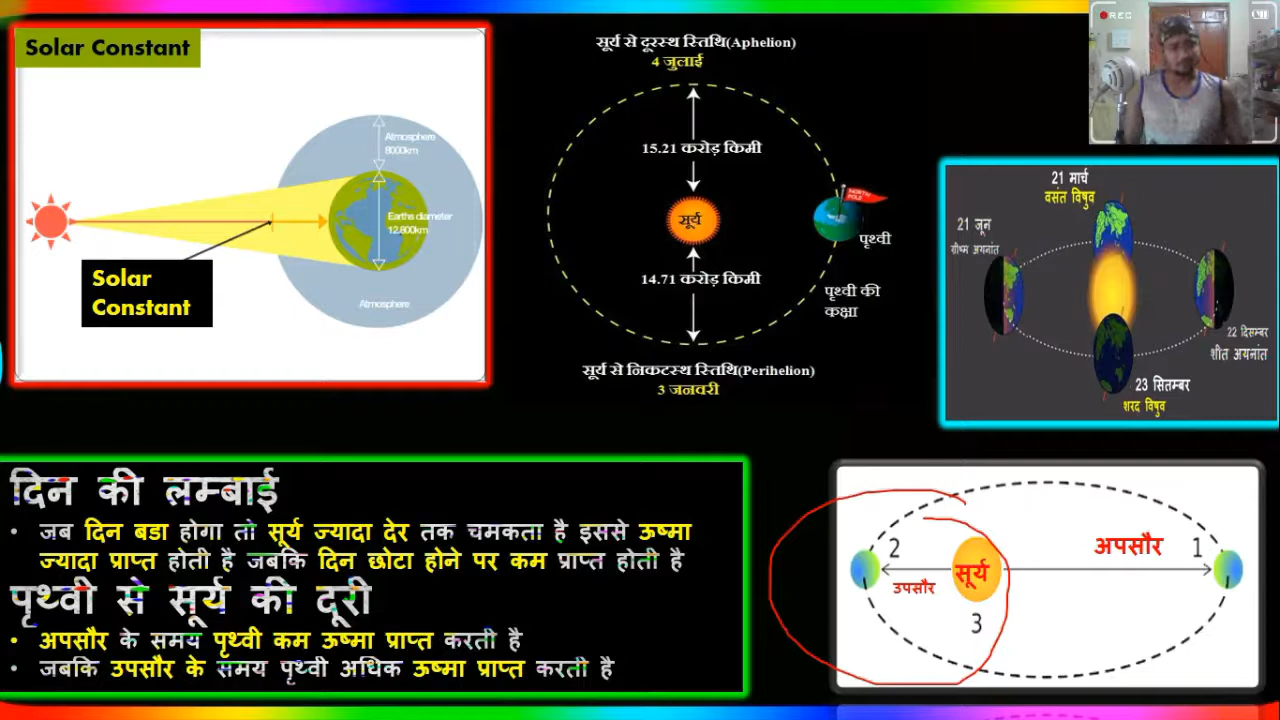 Solar Constant
Atmosphere
8000km
Earths diameter
12.800km
Solar
Constant
Atmosphere
सूर्य से दूरस्थ स्तिथि(Aphelion)
4 जुलाई
15.21 करोड़ किमी
सूर्य
NORTH
POLE
पृथ्वी
14.71 करोड़ किमी
पृथ्वी की
कक्षा
सूर्य से निकटस्थ स्तिथि(Perihelion)
3 जनवरी
REC
21 मार्च
वसंत विषुव
21 जून
ग्रीष्म अयनांत
22 दिसम्बर
शीत अयनांत
23 सितम्बर
शरद विषुव
दिन की लम्बाई
• जब दिन बडा होगा तो सूर्य ज्यादा देर तक चमकता है इससे ऊष्मा
ज्यादा प्राप्त होती है जबकि दिन छोटा होने पर कम प्राप्त होती है
पृथ्वी से सूर्य की दूरी
• अपसौर के समय पृथ्वी कम ऊष्मा प्राप्त करती है
• जबकि उपसौर के समय पृथ्वी अधिक ऊष्मा प्राप्त करती है
2
अपसौर
1
सूर्य
उपसौर
3